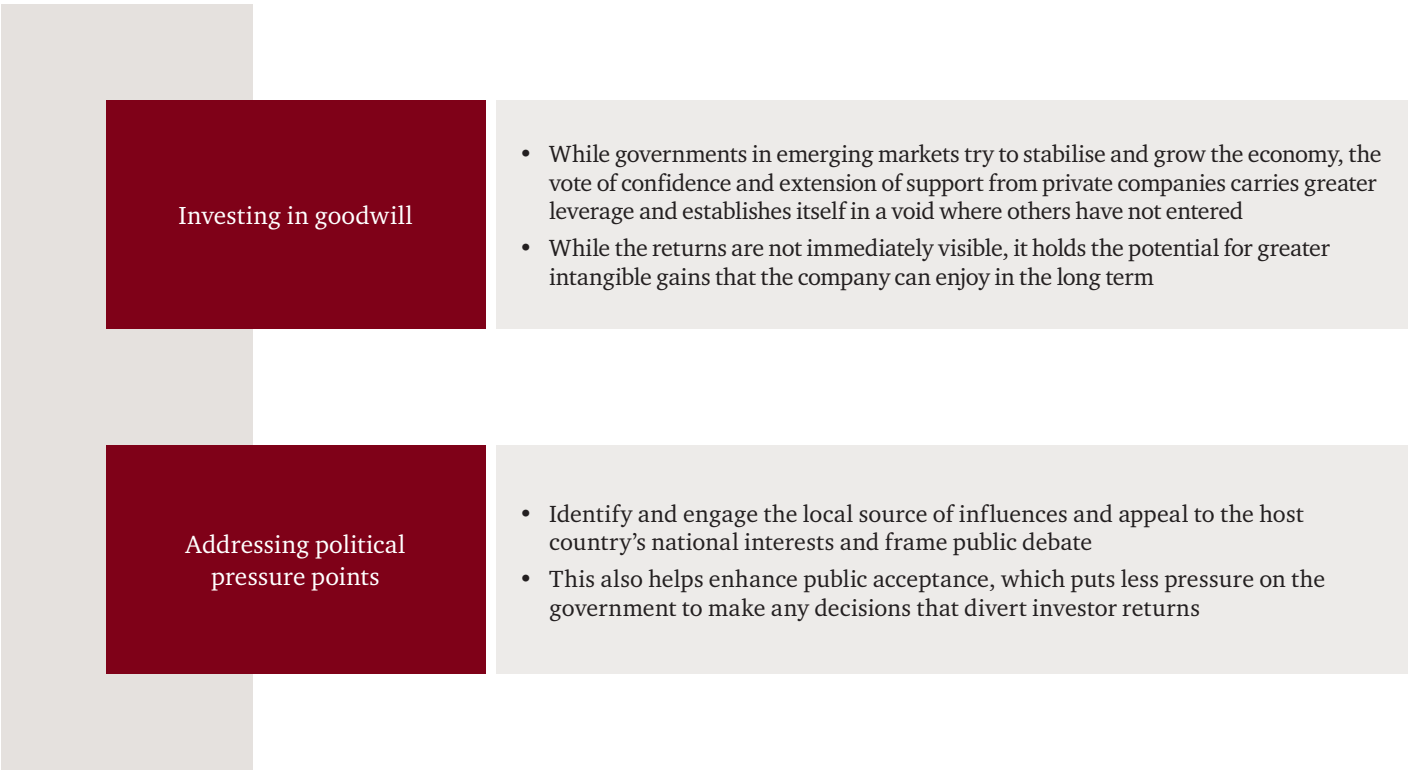 Investing in goodwill
• While governments in emerging markets try to stabilise and grow the economy, the
vote of confidence and extension of support from private companies carries greater
leverage and establishes itself in a void where others have not entered
• While the returns are not immediately visible, it holds the potential for greater
intangible gains that the company can enjoy in the long term
Addressing political
pressure points
• Identify and engage the local source of influences and appeal to the host
country’s national interests and frame public debate
• This also helps enhance public acceptance, which puts less pressure on the
government to make any decisions that divert investor returns